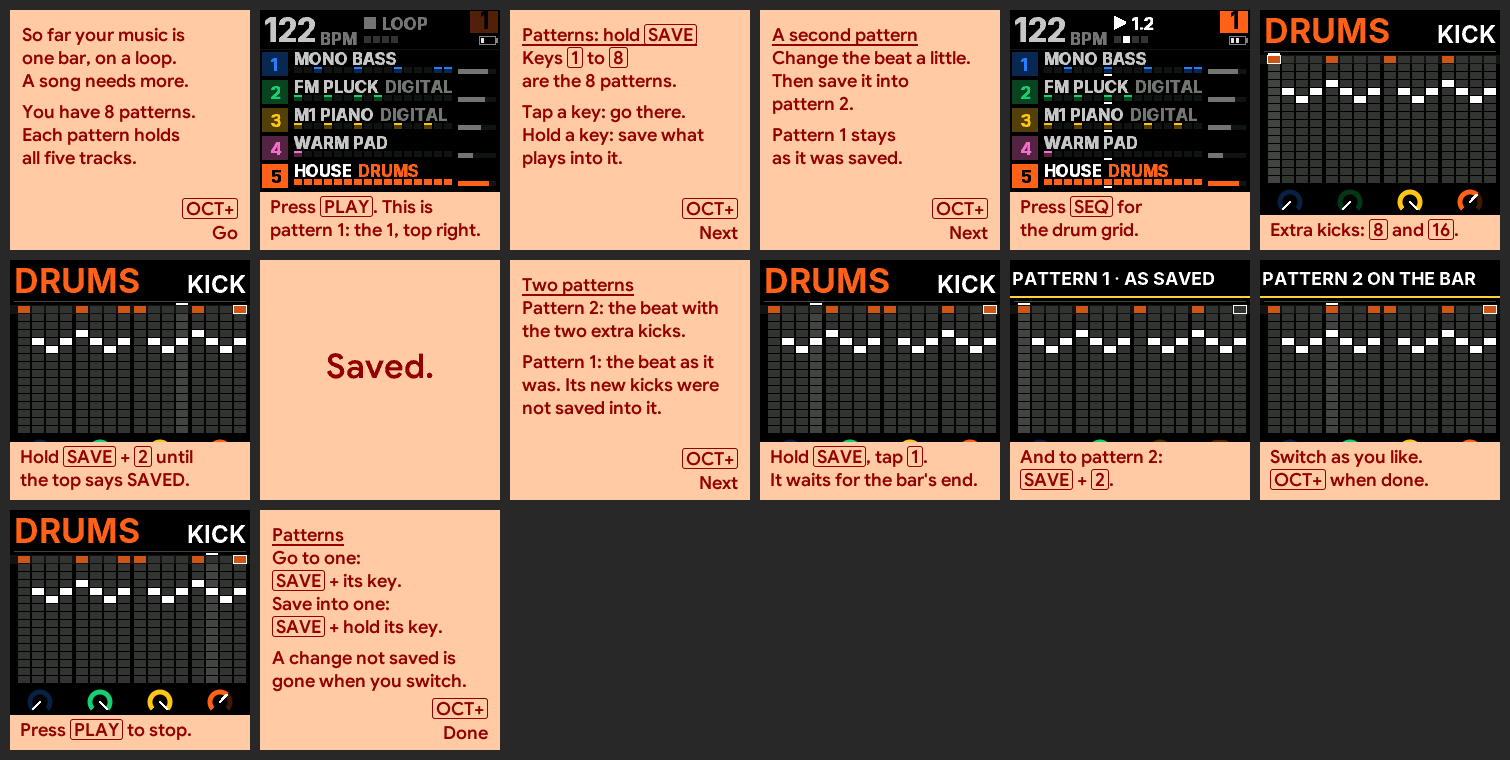 So far your music is
one bar, on a loop.
A song needs more.
You have 8 patterns.
Each pattern holds
all five tracks.
OCT+
Go
122 BPM LOOP 1
1 MONO BASS
2 FM PLUCK DIGITAL
3 M1 PIANO DIGITAL
4 WARM PAD
5 HOUSE DRUMS
Press PLAY. This is
pattern 1: the 1, top right.
Patterns: hold SAVE
Keys 1 to 8
are the 8 patterns.
Tap a key: go there.
Hold a key: save what
plays into it.
OCT+
Next
A second pattern
Change the beat a little.
Then save it into
pattern 2.
Pattern 1 stays
as it was saved.
OCT+
Next
122 BPM 1.2 1
1 MONO BASS
2 FM PLUCK DIGITAL
3 M1 PIANO DIGITAL
4 WARM PAD
5 HOUSE DRUMS
Press SEQ for
the drum grid.
DRUMS KICK
Extra kicks: 8 and 16.
DRUMS KICK
Hold SAVE + 2 until
the top says SAVED.
Saved.
Two patterns
Pattern 2: the beat with
the two extra kicks.
Pattern 1: the beat as it
was. Its new kicks were
not saved into it.
OCT+
Next
DRUMS KICK
Hold SAVE, tap 1.
It waits for the bar's end.
PATTERN 1 · AS SAVED
And to pattern 2:
SAVE + 2.
PATTERN 2 ON THE BAR
Switch as you like.
OCT+ when done.
DRUMS KICK
Press PLAY to stop.
Patterns
Go to one:
SAVE + its key.
Save into one:
SAVE + hold its key.
A change not saved is
gone when you switch.
OCT+
Done